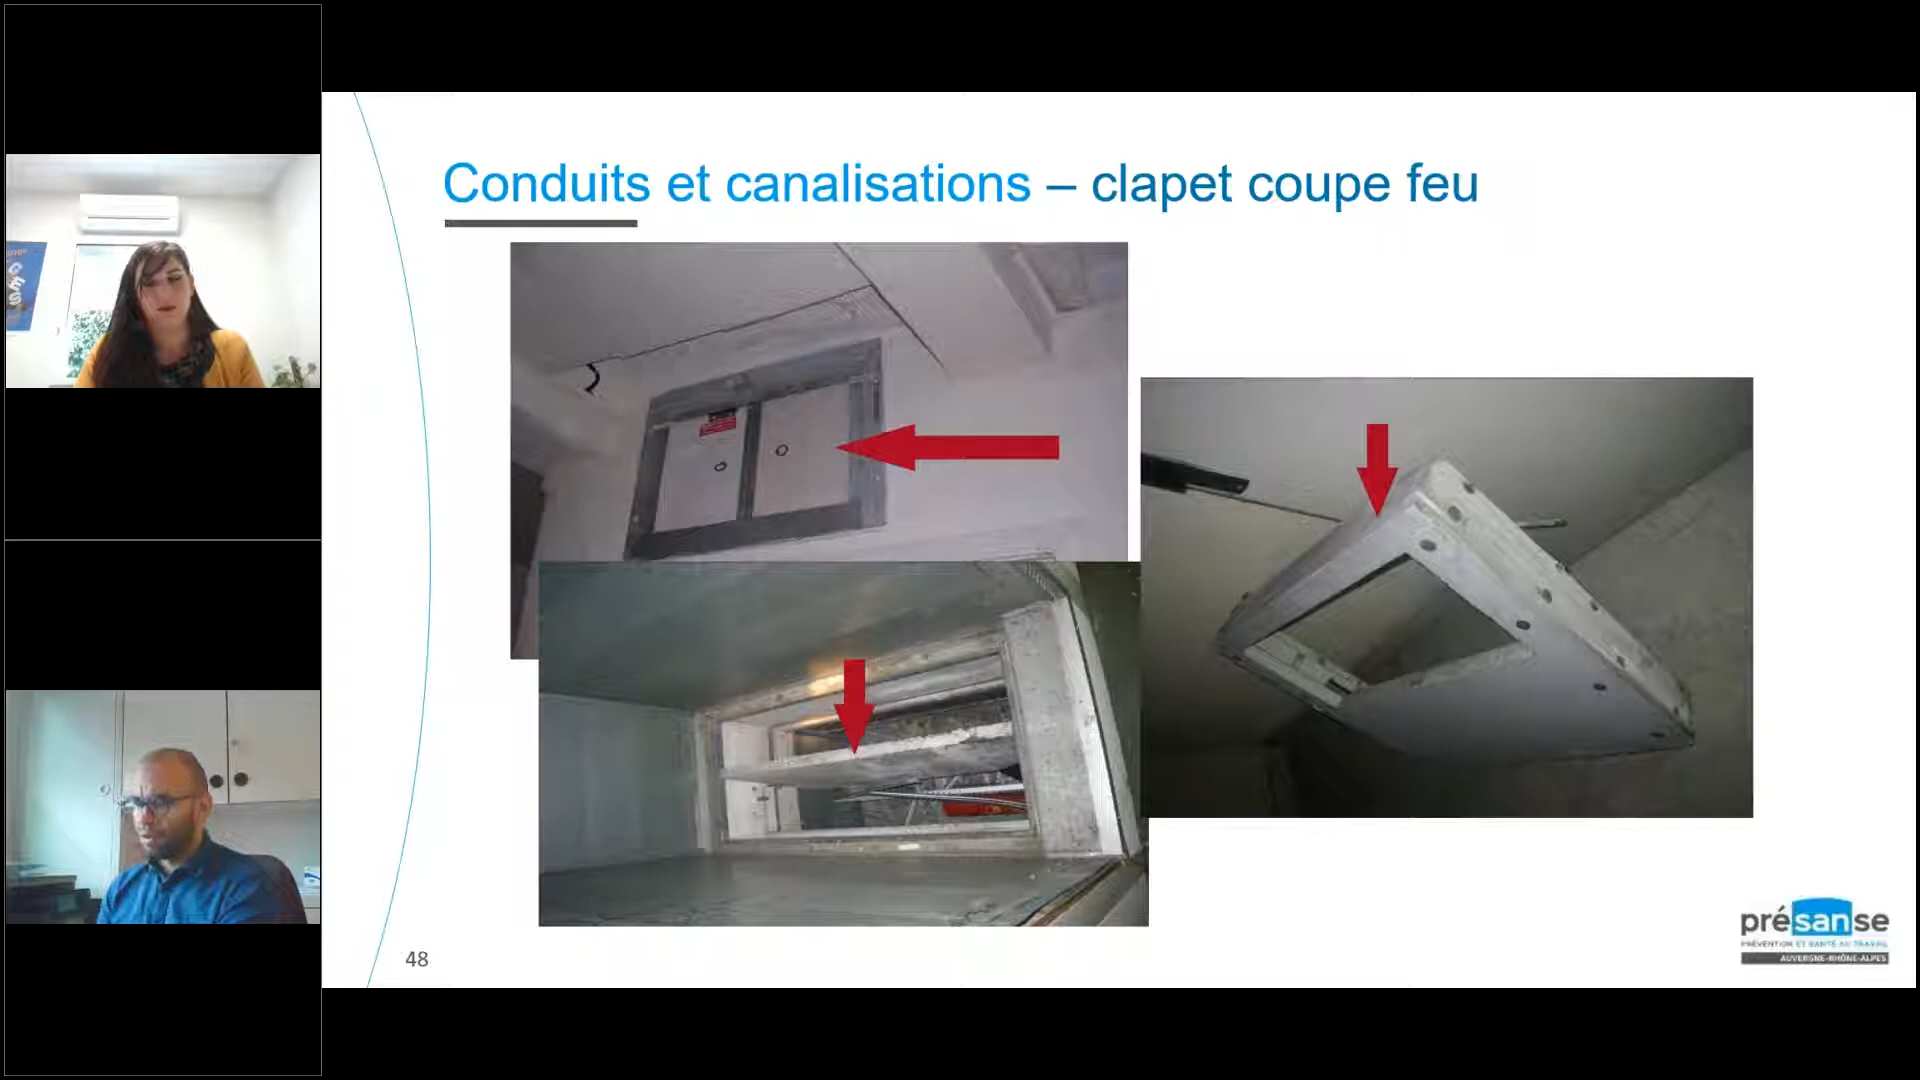 Conduits et canalisations – clapet coupe feu
48
présanse
PRÉVENTION ET SANTÉ AU TRAVAIL
AUVERGNE-RHÔNE-ALPES